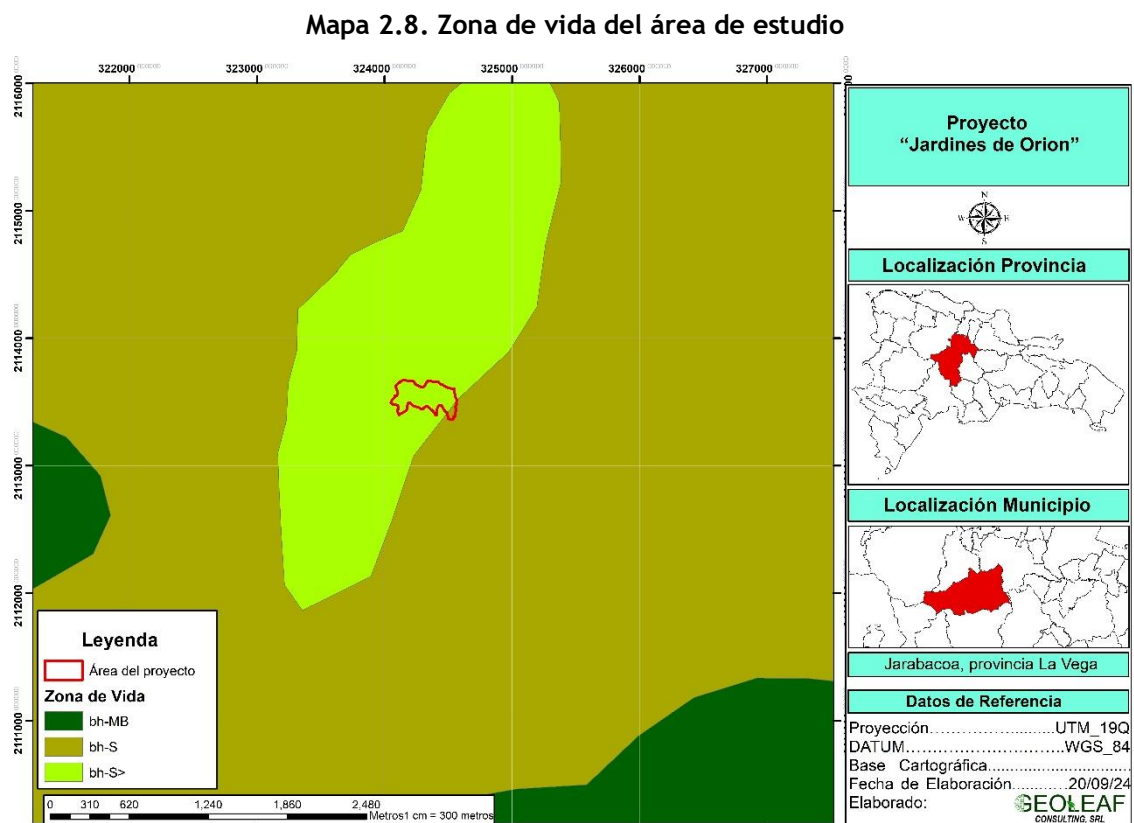 Mapa 2.8. Zona de vida del área de estudio
322000 323000 324000 325000 326000 327000
2116000
2115000
2114000
2113000
2112000
2111000
Leyenda
Área del proyecto
Zona de Vida
bh-MB
bh-S
bh-S>
0 310 620 1,240 1,860 2,480
Metros1 cm = 300 metros
Proyecto
“Jardines de Orion”
N
W E
S
Localización Provincia
Localización Municipio
Jarabacoa, provincia La Vega
Datos de Referencia
Proyección.....................UTM_19Q
DATUM.........................WGS_84
Base Cartográfica........................
Fecha de Elaboración...........20/09/24
Elaborado:
GEOLEAF
CONSULTING, SRL